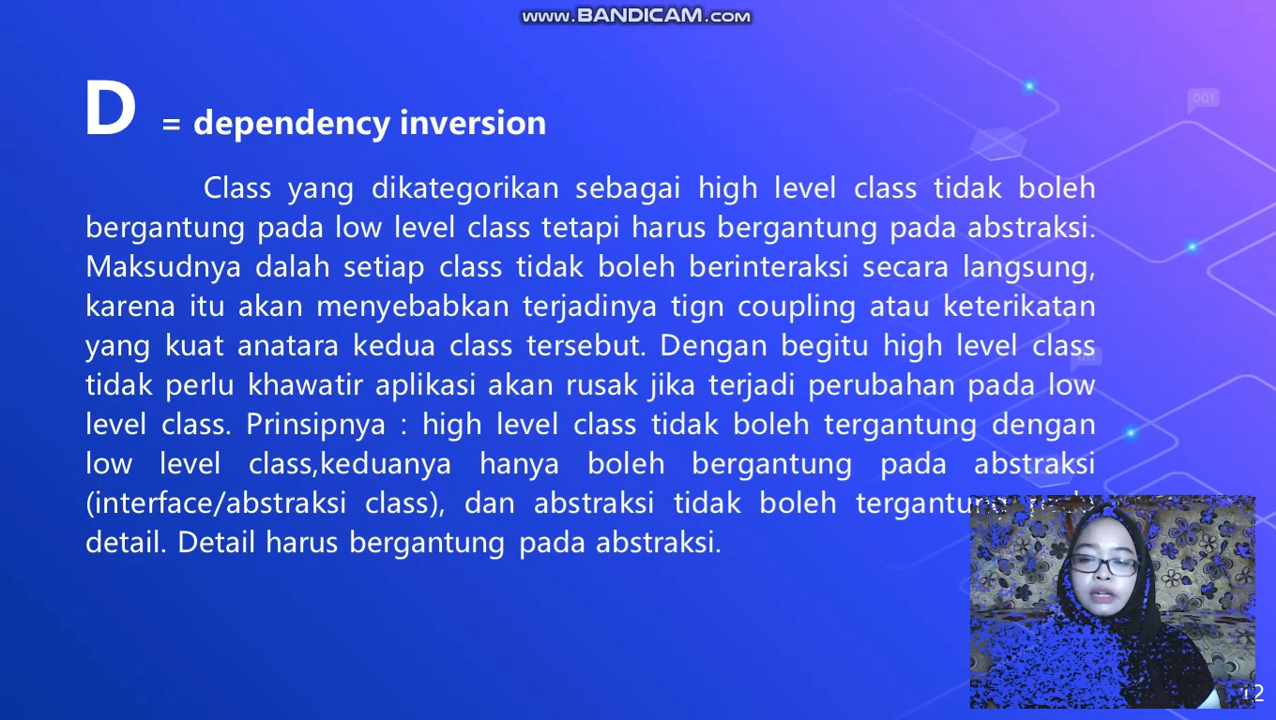 www.BANDICAM.com
D = dependency inversion
001
Class yang dikategorikan sebagai high level class tidak boleh
bergantung pada low level class tetapi harus bergantung pada abstraksi.
Maksudnya dalah setiap class tidak boleh berinteraksi secara langsung,
karena itu akan menyebabkan terjadinya tign coupling atau keterikatan
yang kuat anatara kedua class tersebut. Dengan begitu high level class
tidak perlu khawatir aplikasi akan rusak jika terjadi perubahan pada low
level class. Prinsipnya : high level class tidak boleh tergantung dengan
low level class,keduanya hanya boleh bergantung pada abstraksi
(interface/abstraksi class), dan abstraksi tidak boleh tergantung
detail. Detail harus bergantung pada abstraksi.
12